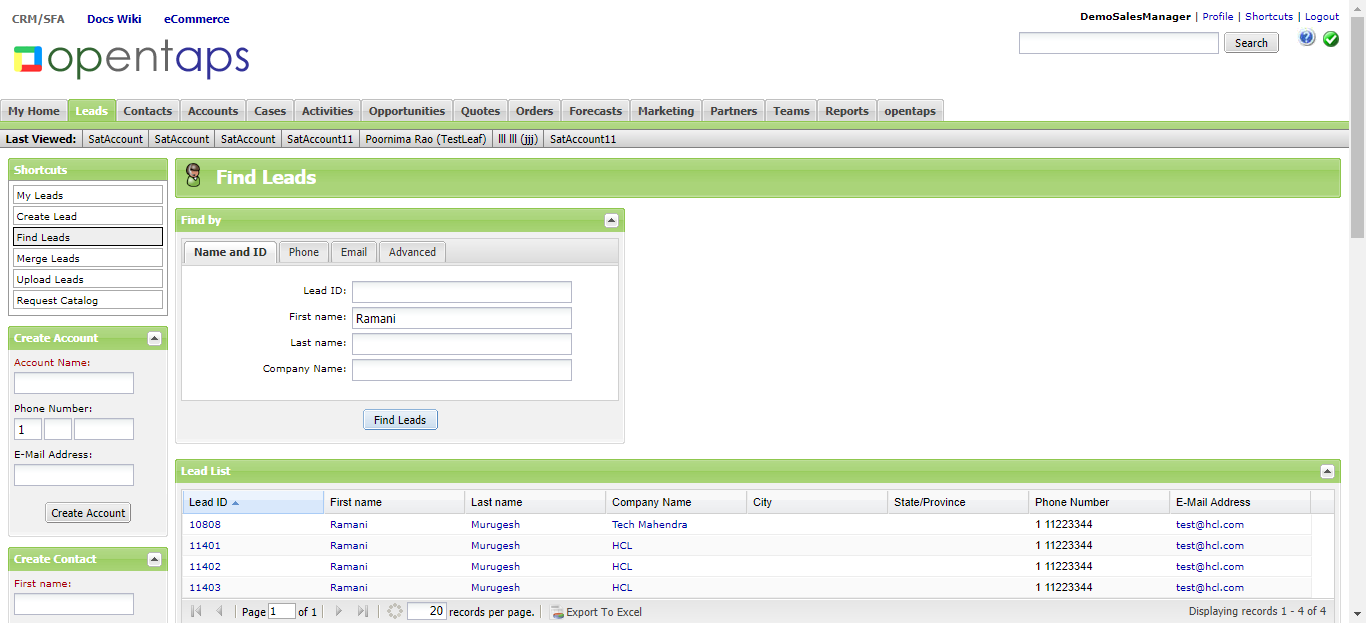 CRM/SFA Docs Wiki eCommerce
DemoSalesManager | Profile | Shortcuts | Logout
opentaps
Search
My Home Leads Contacts Accounts Cases Activities Opportunities Quotes Orders Forecasts Marketing Partners Teams Reports opentaps
Last Viewed: SatAccount SatAccount SatAccount SatAccount11 Poornima Rao (TestLeaf) lll lll (jjj) SatAccount11
Shortcuts
My Leads
Create Lead
Find Leads
Merge Leads
Upload Leads
Request Catalog
Create Account
Account Name:
Phone Number:
1
E-Mail Address:
Create Account
Create Contact
First name:
Find Leads
Find by
Name and ID Phone Email Advanced
Lead ID:
First name: Ramani
Last name:
Company Name:
Find Leads
Lead List
Lead ID First name Last name Company Name City State/Province Phone Number E-Mail Address
10808 Ramani Murugesh Tech Mahendra 1 11223344 test@hcl.com
11401 Ramani Murugesh HCL 1 11223344 test@hcl.com
11402 Ramani Murugesh HCL 1 11223344 test@hcl.com
11403 Ramani Murugesh HCL 1 11223344 test@hcl.com
Page 1 of 1 20 records per page. Export To Excel Displaying records 1 - 4 of 4